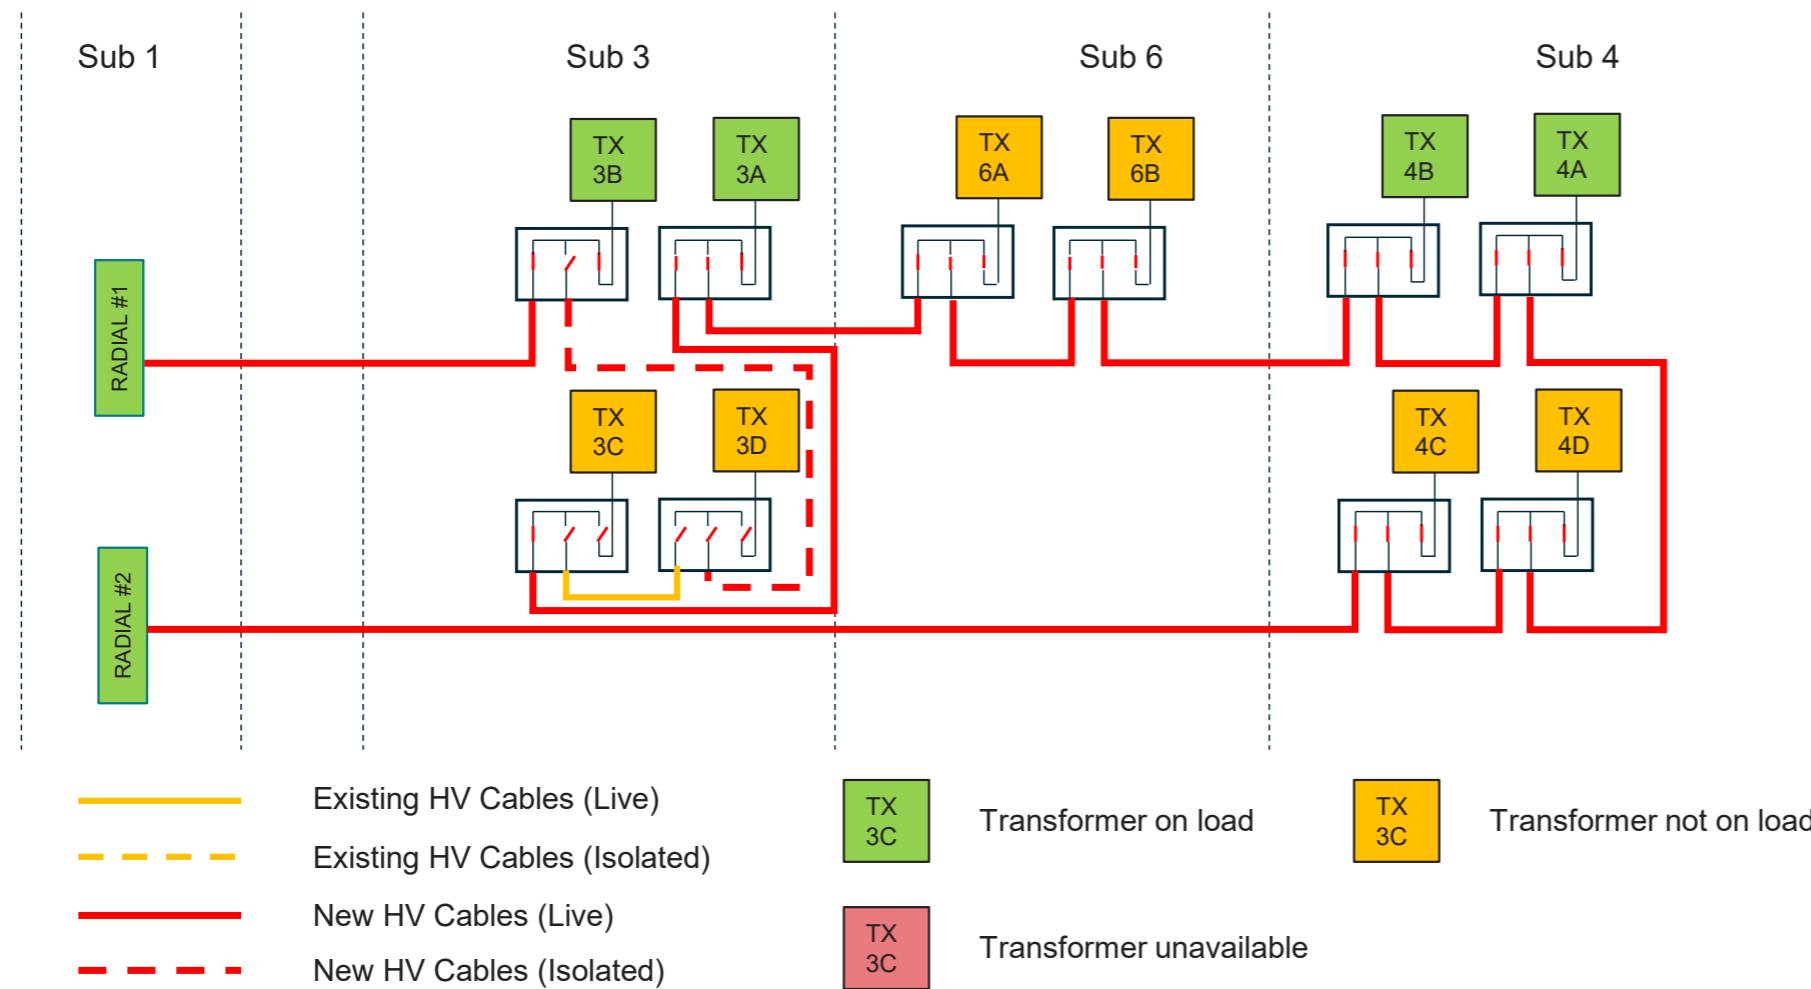 Sub 1
Sub 3
Sub 6
Sub 4
TX
3B
TX
3A
TX
6A
TX
6B
TX
4B
TX
4A
RADIAL #1
TX
3C
TX
3D
TX
4C
TX
4D
RADIAL #2
Existing HV Cables (Live)
Existing HV Cables (Isolated)
New HV Cables (Live)
New HV Cables (Isolated)
TX
3C
Transformer on load
TX
3C
Transformer not on load
TX
3C
Transformer unavailable